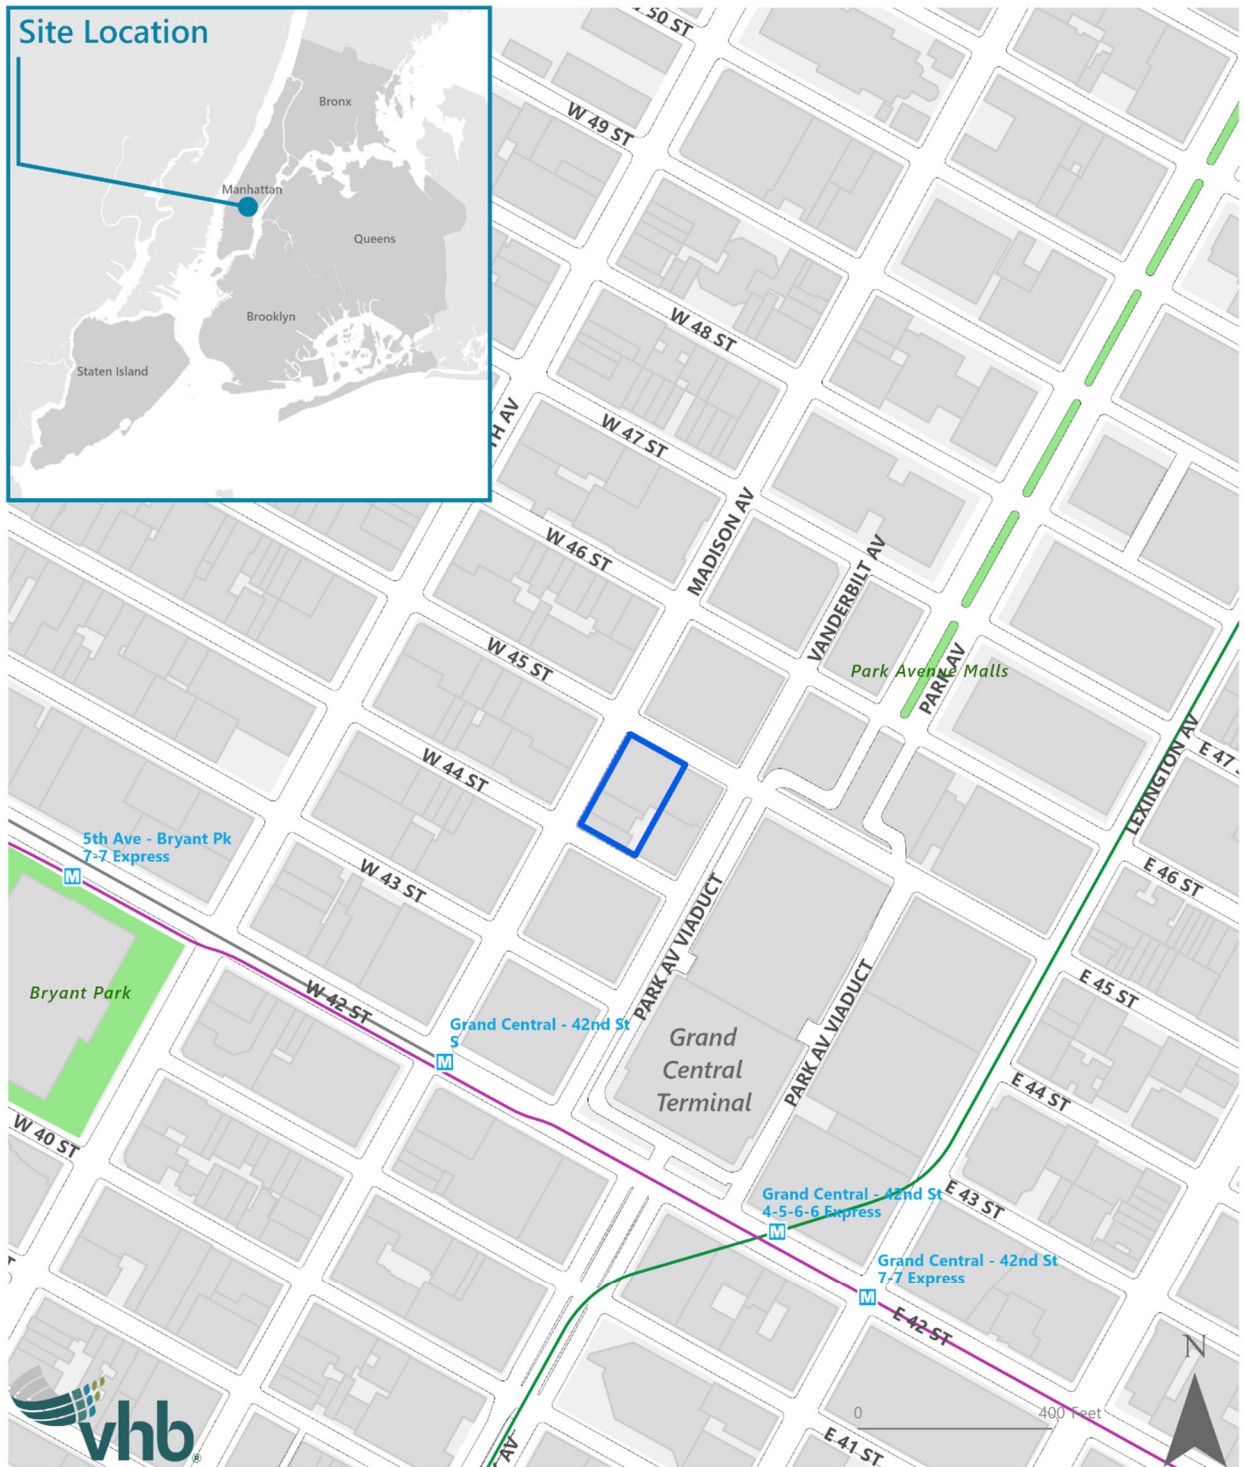 Site Location
Bronx
Manhattan
Queens
Brooklyn
Staten Island
50 ST
W 49 ST
W 48 ST
W 47 ST
W 46 ST
MADISON AV
VANDERBILT AV
W 45 ST
Park Avenue Malls
PARK AV
W 44 ST
LEXINGTON AV
E 47
5th Ave - Bryant Pk
7-7 Express
W 43 ST
E 46 ST
PARK AV VIADUCT
Bryant Park
W 42 ST
E 45 ST
Grand Central - 42nd St
S
PARK AV VIADUCT
Grand
Central
Terminal
E 44 ST
W 40 ST
Grand Central - 42nd St
4-5-6-6 Express
E 43 ST
Grand Central - 42nd St
7-7 Express
E 42 ST
N
0 400 Feet
vhb®
AV
E 41 ST